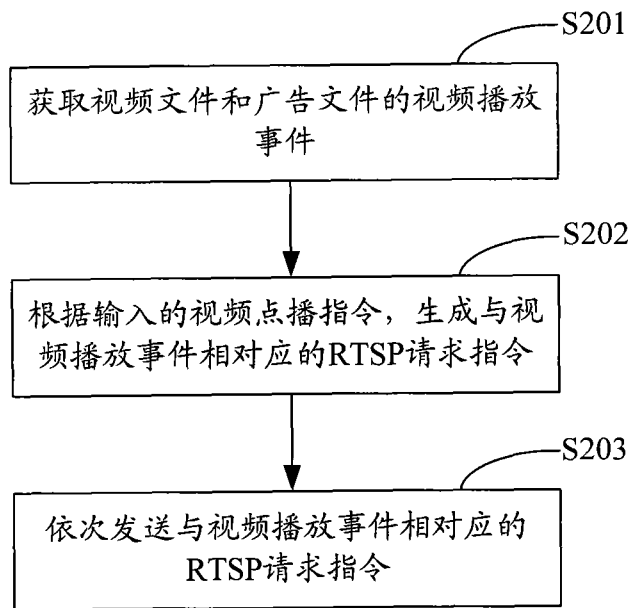 S201
获取视频文件和广告文件的视频播放
事件
S202
根据输入的视频点播指令，生成与视
频播放事件相对应的RTSP请求指令
S203
依次发送与视频播放事件相对应的
RTSP请求指令